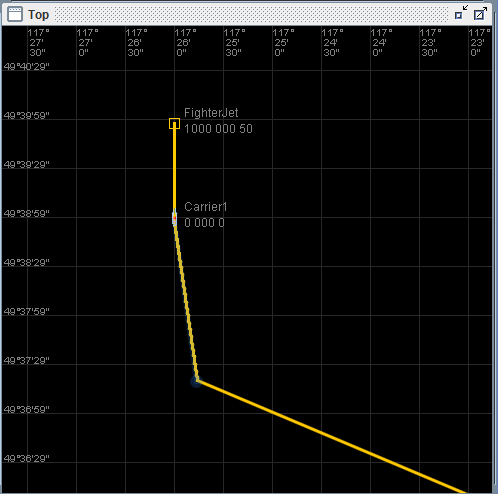 Top
117° 117° 117° 117° 117° 117° 117° 117° 117° 117°
27' 27' 26' 26' 25' 25' 24' 24' 23' 23'
30" 0" 30" 0" 30" 0" 30" 0" 30" 0"
49°40'29"
FighterJet
49°39'59"
1000 000 50
49°39'29"
Carrier1
49°38'59"
0 000 0
49°38'29"
49°37'59"
49°37'29"
49°36'59"
49°36'29"